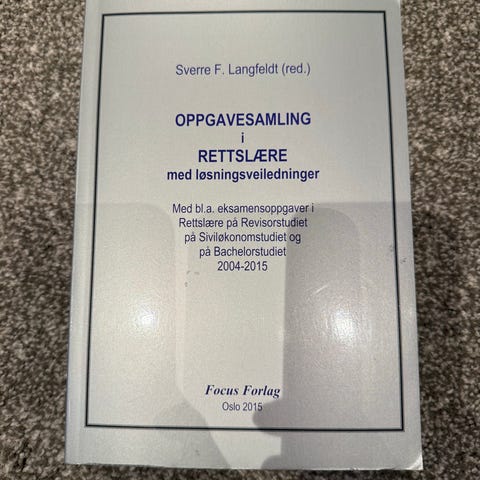 Sverre F. Langfeldt (red.)
OPPGAVESAMLING
i
RETTSLÆRE
med løsningsveiledninger
Med bl.a. eksamensoppgaver i
Rettslære på Revisorstudiet
på Siviløkonomstudiet og
på Bachelorstudiet
2004-2015
Focus Forlag
Oslo 2015